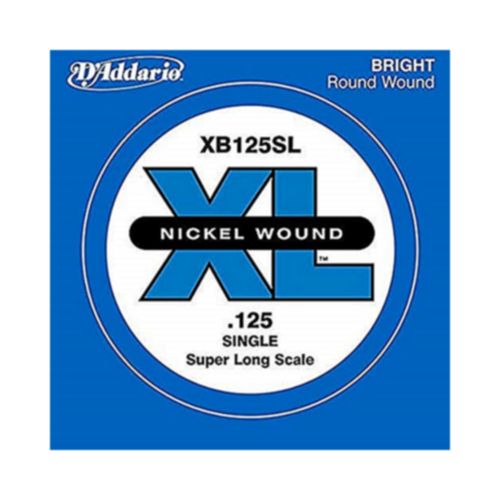 D'Addario
BRIGHT
Round Wound
XB125SL
XL
NICKEL WOUND
TM
.125
SINGLE
Super Long Scale